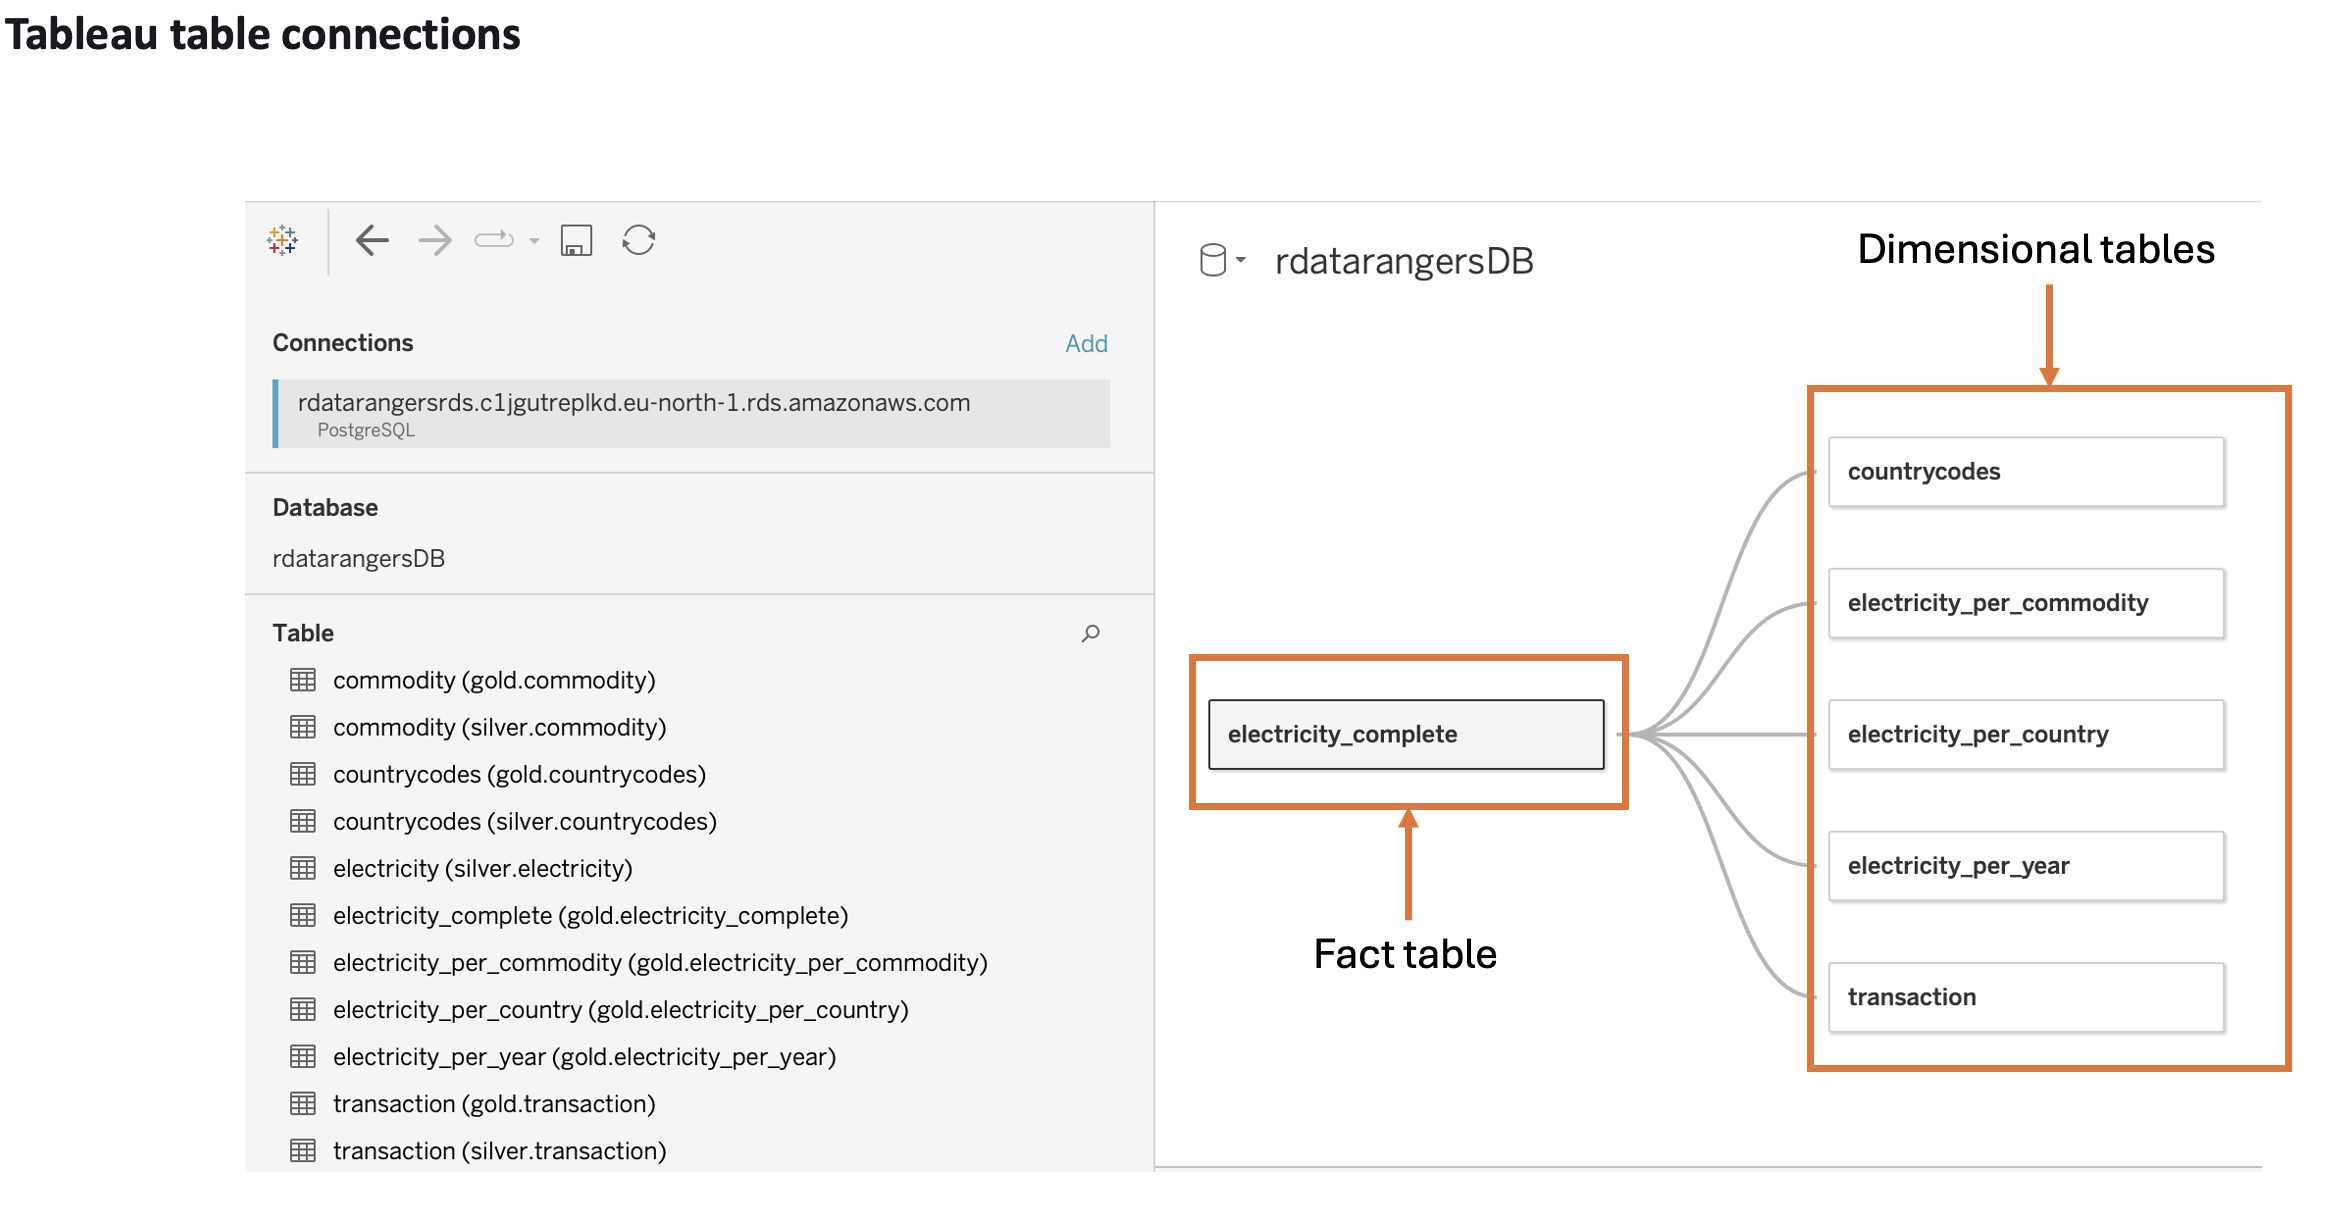 Tableau table connections
Connections
Add
rdatarangersrds.c1jgutreplkd.eu-north-1.rds.amazonaws.com
PostgreSQL
Database
rdatarangersDB
Table
commodity (gold.commodity)
commodity (silver.commodity)
countrycodes (gold.countrycodes)
countrycodes (silver.countrycodes)
electricity (silver.electricity)
electricity_complete (gold.electricity_complete)
electricity_per_commodity (gold.electricity_per_commodity)
electricity_per_country (gold.electricity_per_country)
electricity_per_year (gold.electricity_per_year)
transaction (gold.transaction)
transaction (silver.transaction)
rdatarangersDB
Dimensional tables
countrycodes
electricity_per_commodity
electricity_complete
electricity_per_country
electricity_per_year
Fact table
transaction